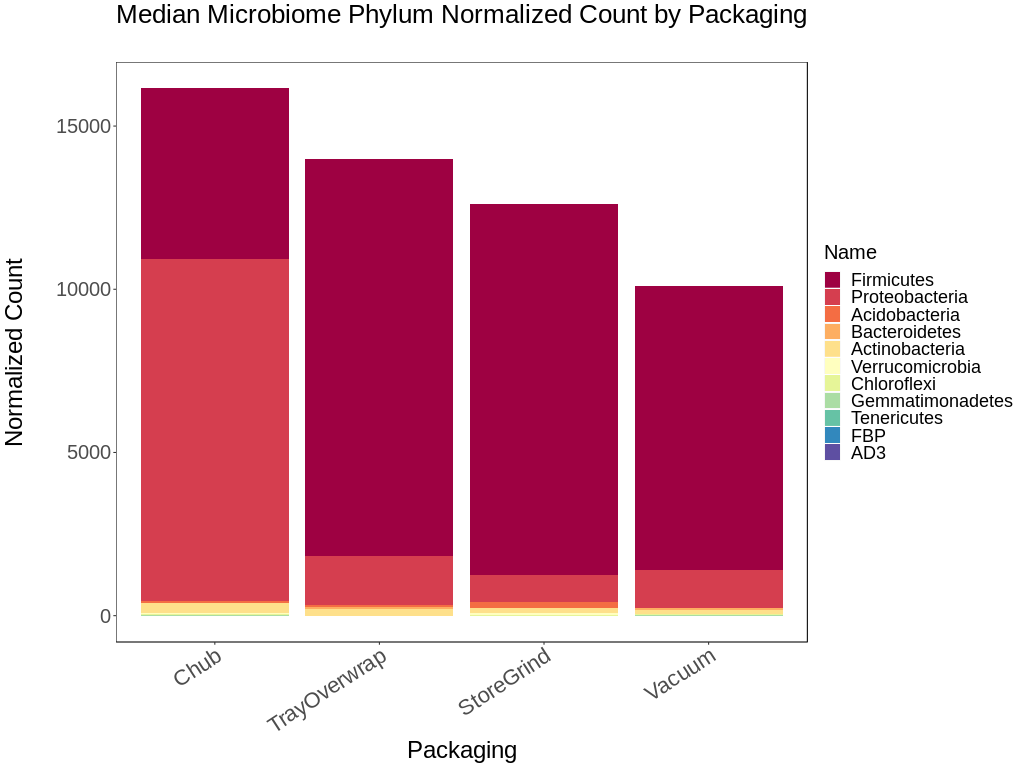 Median Microbiome Phylum Normalized Count by Packaging
15000
10000
5000
0
Normalized Count
Chub
TrayOverwrap
StoreGrind
Vacuum
Packaging
Name
Firmicutes
Proteobacteria
Acidobacteria
Bacteroidetes
Actinobacteria
Verrucomicrobia
Chloroflexi
Gemmatimonadetes
Tenericutes
FBP
AD3